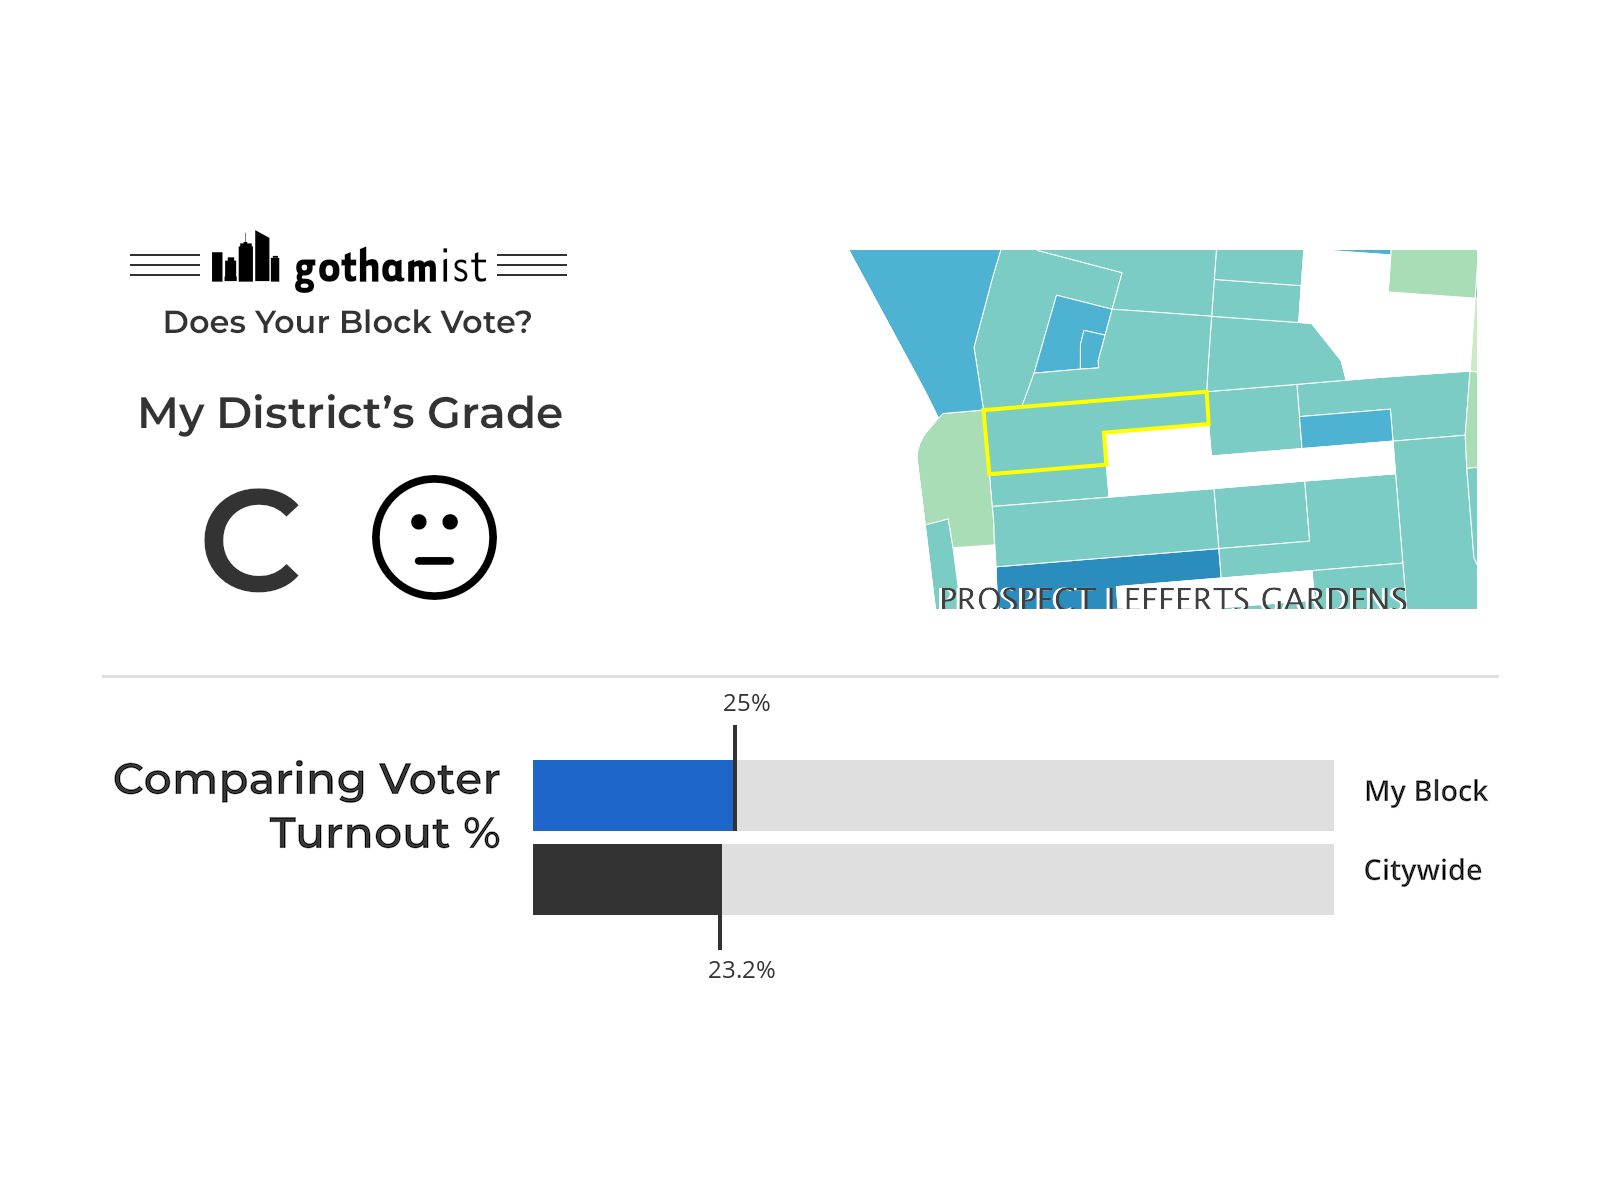 gothamist
Does Your Block Vote?
My District’s Grade
C
PROSPECT LEFFERTS GARDENS
25%
Comparing Voter
Turnout %
My Block
Citywide
23.2%